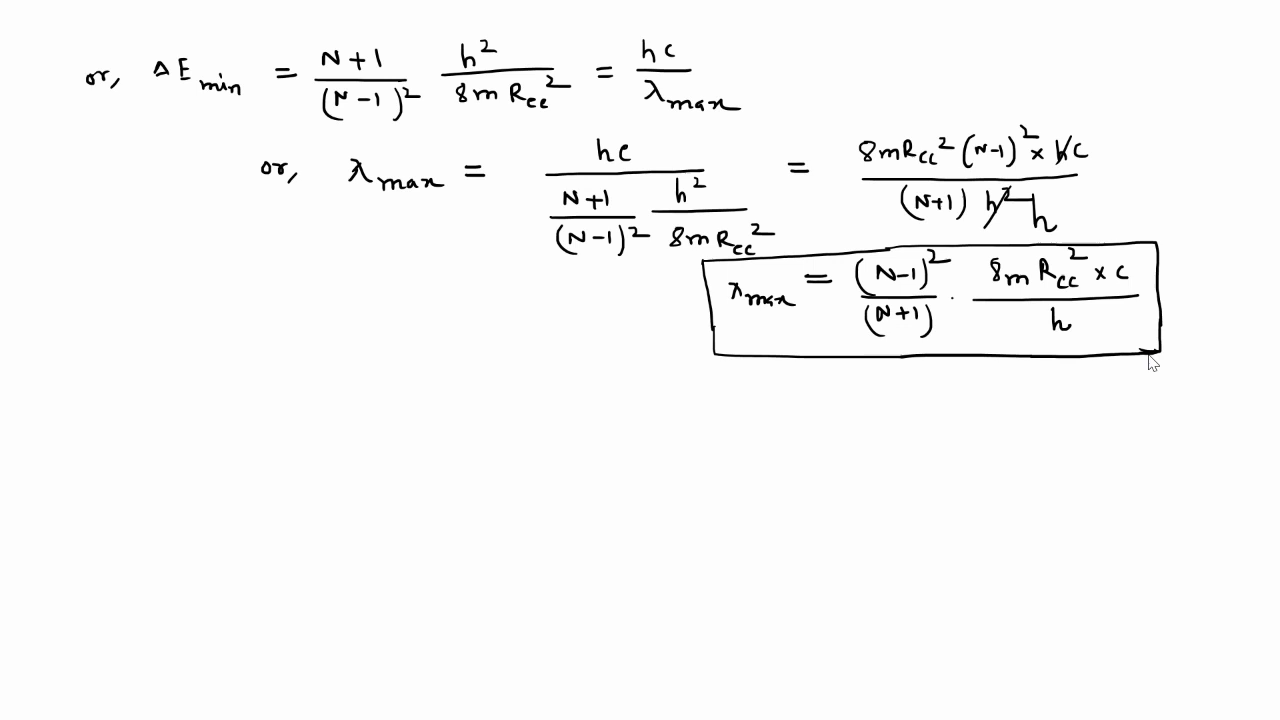 or, ΔE_min = (N+1)/(N-1)² h²/(8mR_cc²) = hc/λ_max
or, λ_max = hc/((N+1)/(N-1)² h²/(8mR_cc²)) = (8mR_cc²(N-1)² × hc)/((N+1) h² h)
λ_max = (N-1)²/(N+1) · (8mR_cc² × c)/h